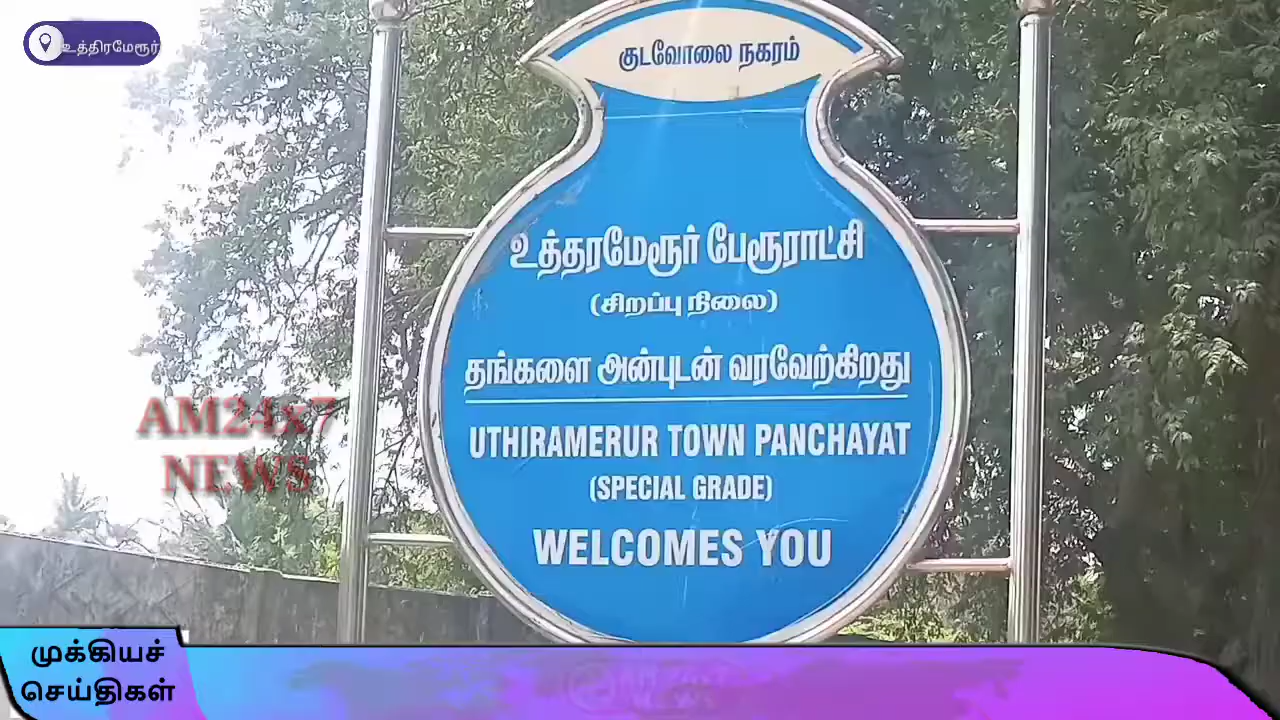 உத்திரமேரூர்
குடவோலை நகரம்
உத்தரமேரூர் பேரூராட்சி
(சிறப்பு நிலை)
தங்களை அன்புடன் வரவேற்கிறது
UTHIRAMERUR TOWN PANCHAYAT
(SPECIAL GRADE)
WELCOMES YOU
AM24x7
NEWS
முக்கியச்
செய்திகள்